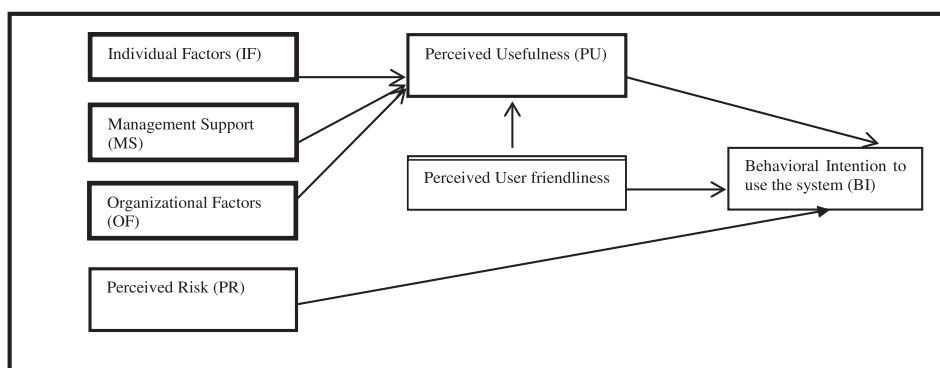 Individual Factors (IF)
Management Support
(MS)
Organizational Factors
(OF)
Perceived Risk (PR)
Perceived Usefulness (PU)
Perceived User friendliness
Behavioral Intention to
use the system (BI)